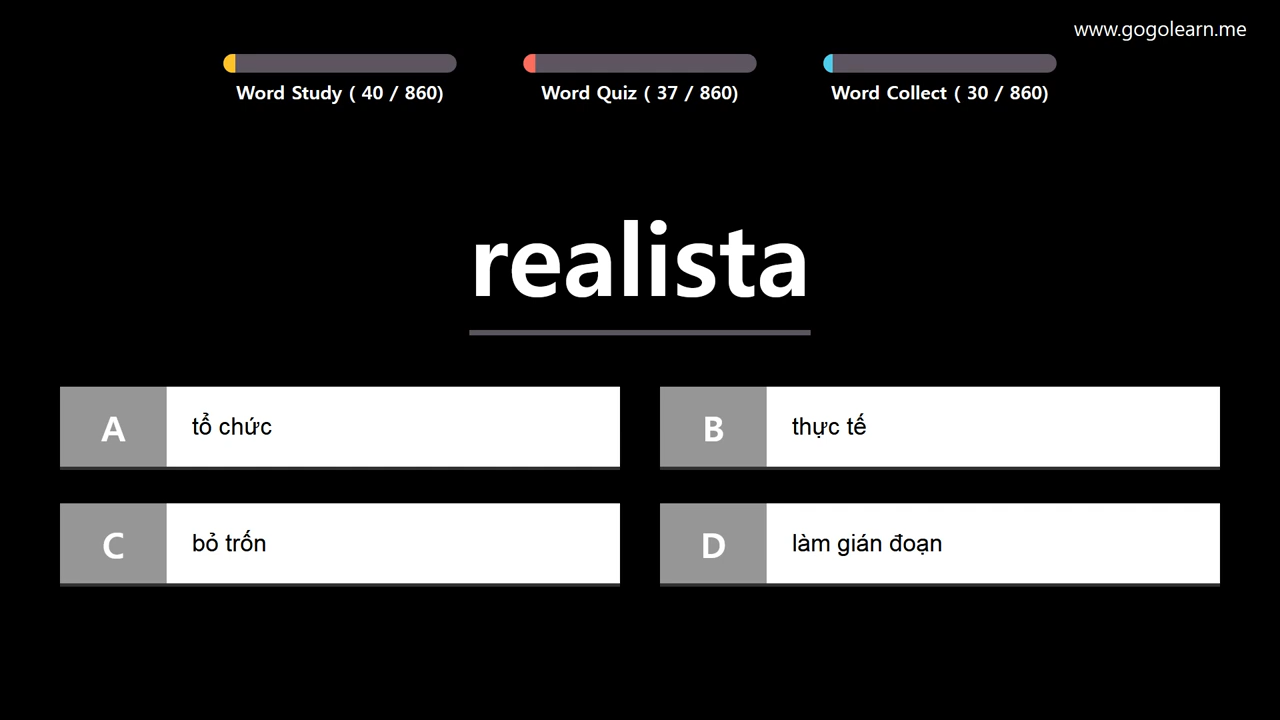 www.gogolearn.me
Word Study ( 40 / 860)
Word Quiz ( 37 / 860)
Word Collect ( 30 / 860)
realista
A
tổ chức
B
thực tế
C
bỏ trốn
D
làm gián đoạn